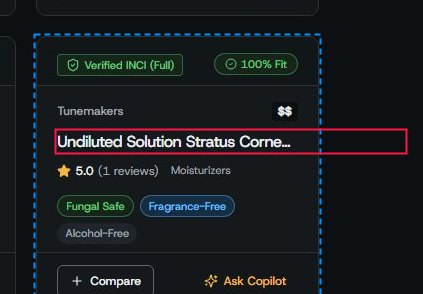 Verified INCI (Full)
100% Fit
Tunemakers
$$
Undiluted Solution Stratus Corne...
5.0 (1 reviews) Moisturizers
Fungal Safe
Fragrance-Free
Alcohol-Free
+ Compare
Ask Copilot